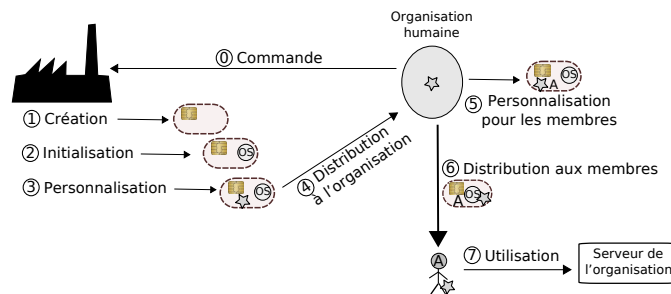 Organisation
humaine
⓪ Commande
① Création
② Initialisation
OS
③ Personnalisation
OS
④ Distribution
à l'organisation
OS
A
⑤ Personnalisation
pour les membres
⑥ Distribution aux membres
OS
A
A
⑦ Utilisation
Serveur de
l'organisation